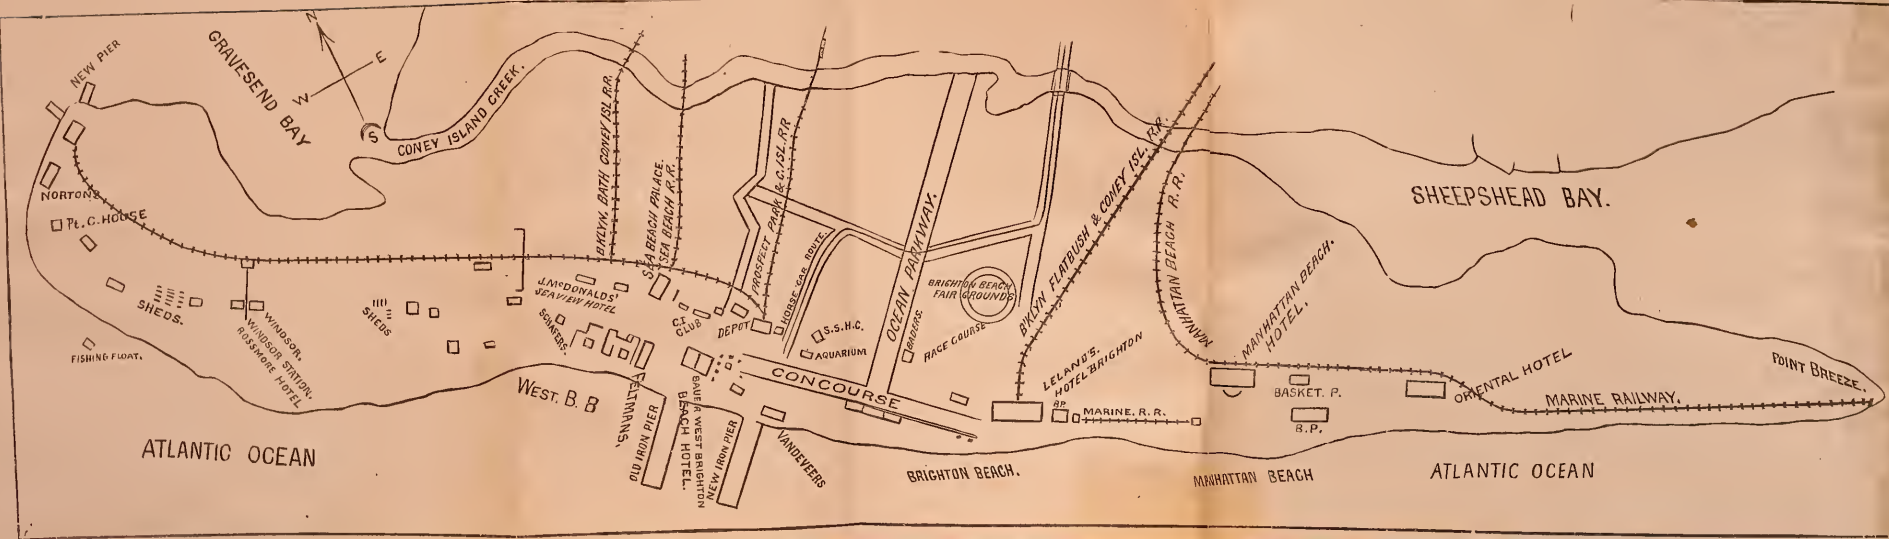 NEW PIER
GRAVESEND BAY
N
E
W
S
CONEY ISLAND CREEK.
NORTONS
Pt. C. HOUSE
SHEDS.
FISHING FLOAT.
WINDSOR.
WINDSOR STATION.
ROSSMORE HOTEL
SHEDS
B'KLYN, BATH CONEY ISL R.R.
SEA BEACH PALACE.
SEA BEACH R.R.
J. McDONALDS'
SEAVIEW HOTEL
SCHAFERS.
C.I.
CLUB
DEPOT
PROSPECT PARK & C. ISL. RR
HORSE CAR ROUTE.
S.S.H.C.
AQUARIUM
OCEAN PARKWAY.
BADERS.
RACE COURSE
BRIGHTON BEACH
FAIR GROUNDS
B'KLYN FLATBUSH & CONEY ISL. R.R.
MANHATTAN BEACH R.R.
MANHATTAN BEACH.
HOTEL.
SHEEPSHEAD BAY.
WEST. B. B
FELTMANS.
OLD IRON PIER
BAUER WEST BRIGHTON
BEACH HOTEL.
NEW IRON PIER
VANDEVEERS
CONCOURSE
LELAND'S.
HOTEL BRIGHTON
B.P.
MARINE. R. R.
BASKET. P.
B.P.
ORIENTAL HOTEL
MARINE RAILWAY.
POINT BREEZE.
ATLANTIC OCEAN
BRIGHTON BEACH.
MANHATTAN BEACH
ATLANTIC OCEAN